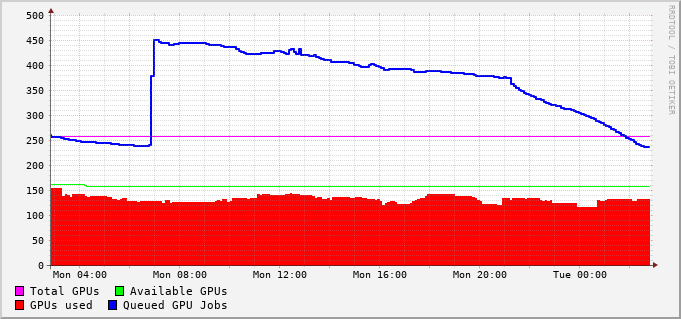 500
450
400
350
300
250
200
150
100
50
0
Mon 04:00 Mon 08:00 Mon 12:00 Mon 16:00 Mon 20:00 Tue 00:00
Total GPUs Available GPUs
GPUs used Queued GPU Jobs
RRDTOOL / TOBI OETIKER